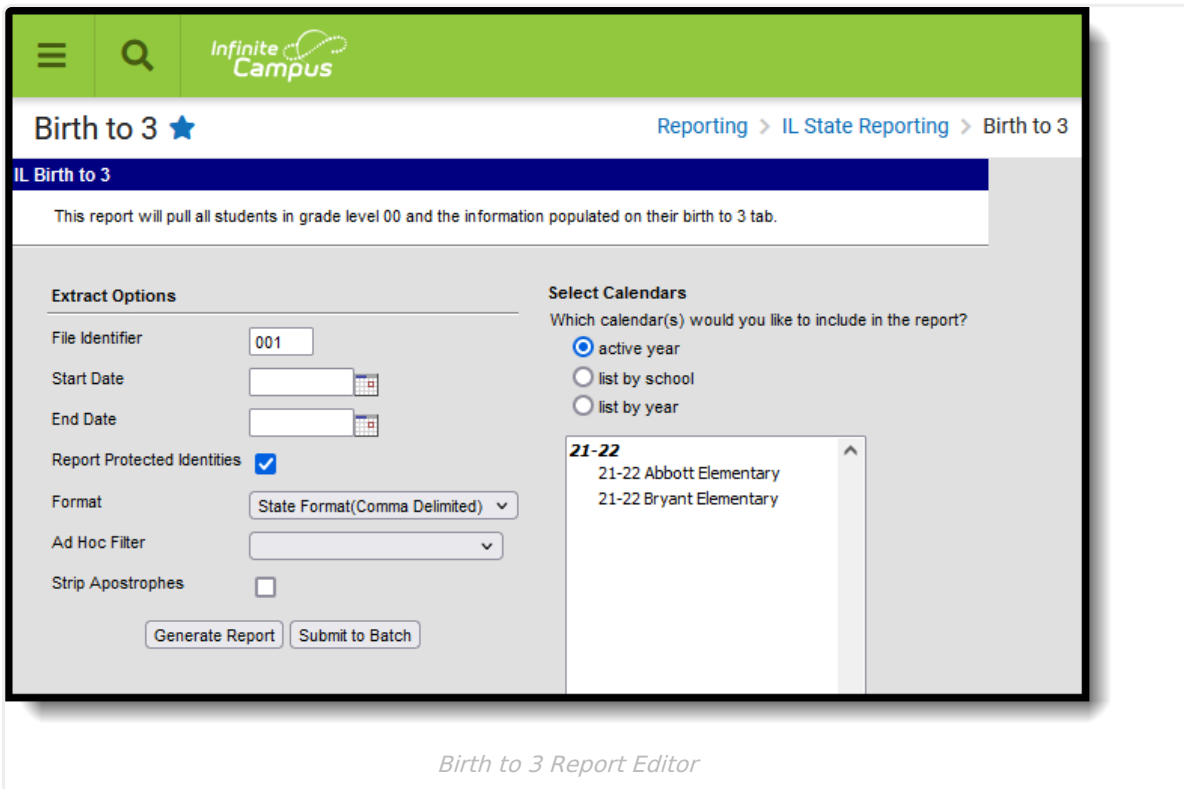 Infinite
Campus
Birth to 3
Reporting > IL State Reporting > Birth to 3
IL Birth to 3
This report will pull all students in grade level 00 and the information populated on their birth to 3 tab.
Extract Options
File Identifier
001
Start Date
End Date
Report Protected Identities
Format
State Format(Comma Delimited)
Ad Hoc Filter
Strip Apostrophes
Generate Report
Submit to Batch
Select Calendars
Which calendar(s) would you like to include in the report?
active year
list by school
list by year
21-22
21-22 Abbott Elementary
21-22 Bryant Elementary
Birth to 3 Report Editor